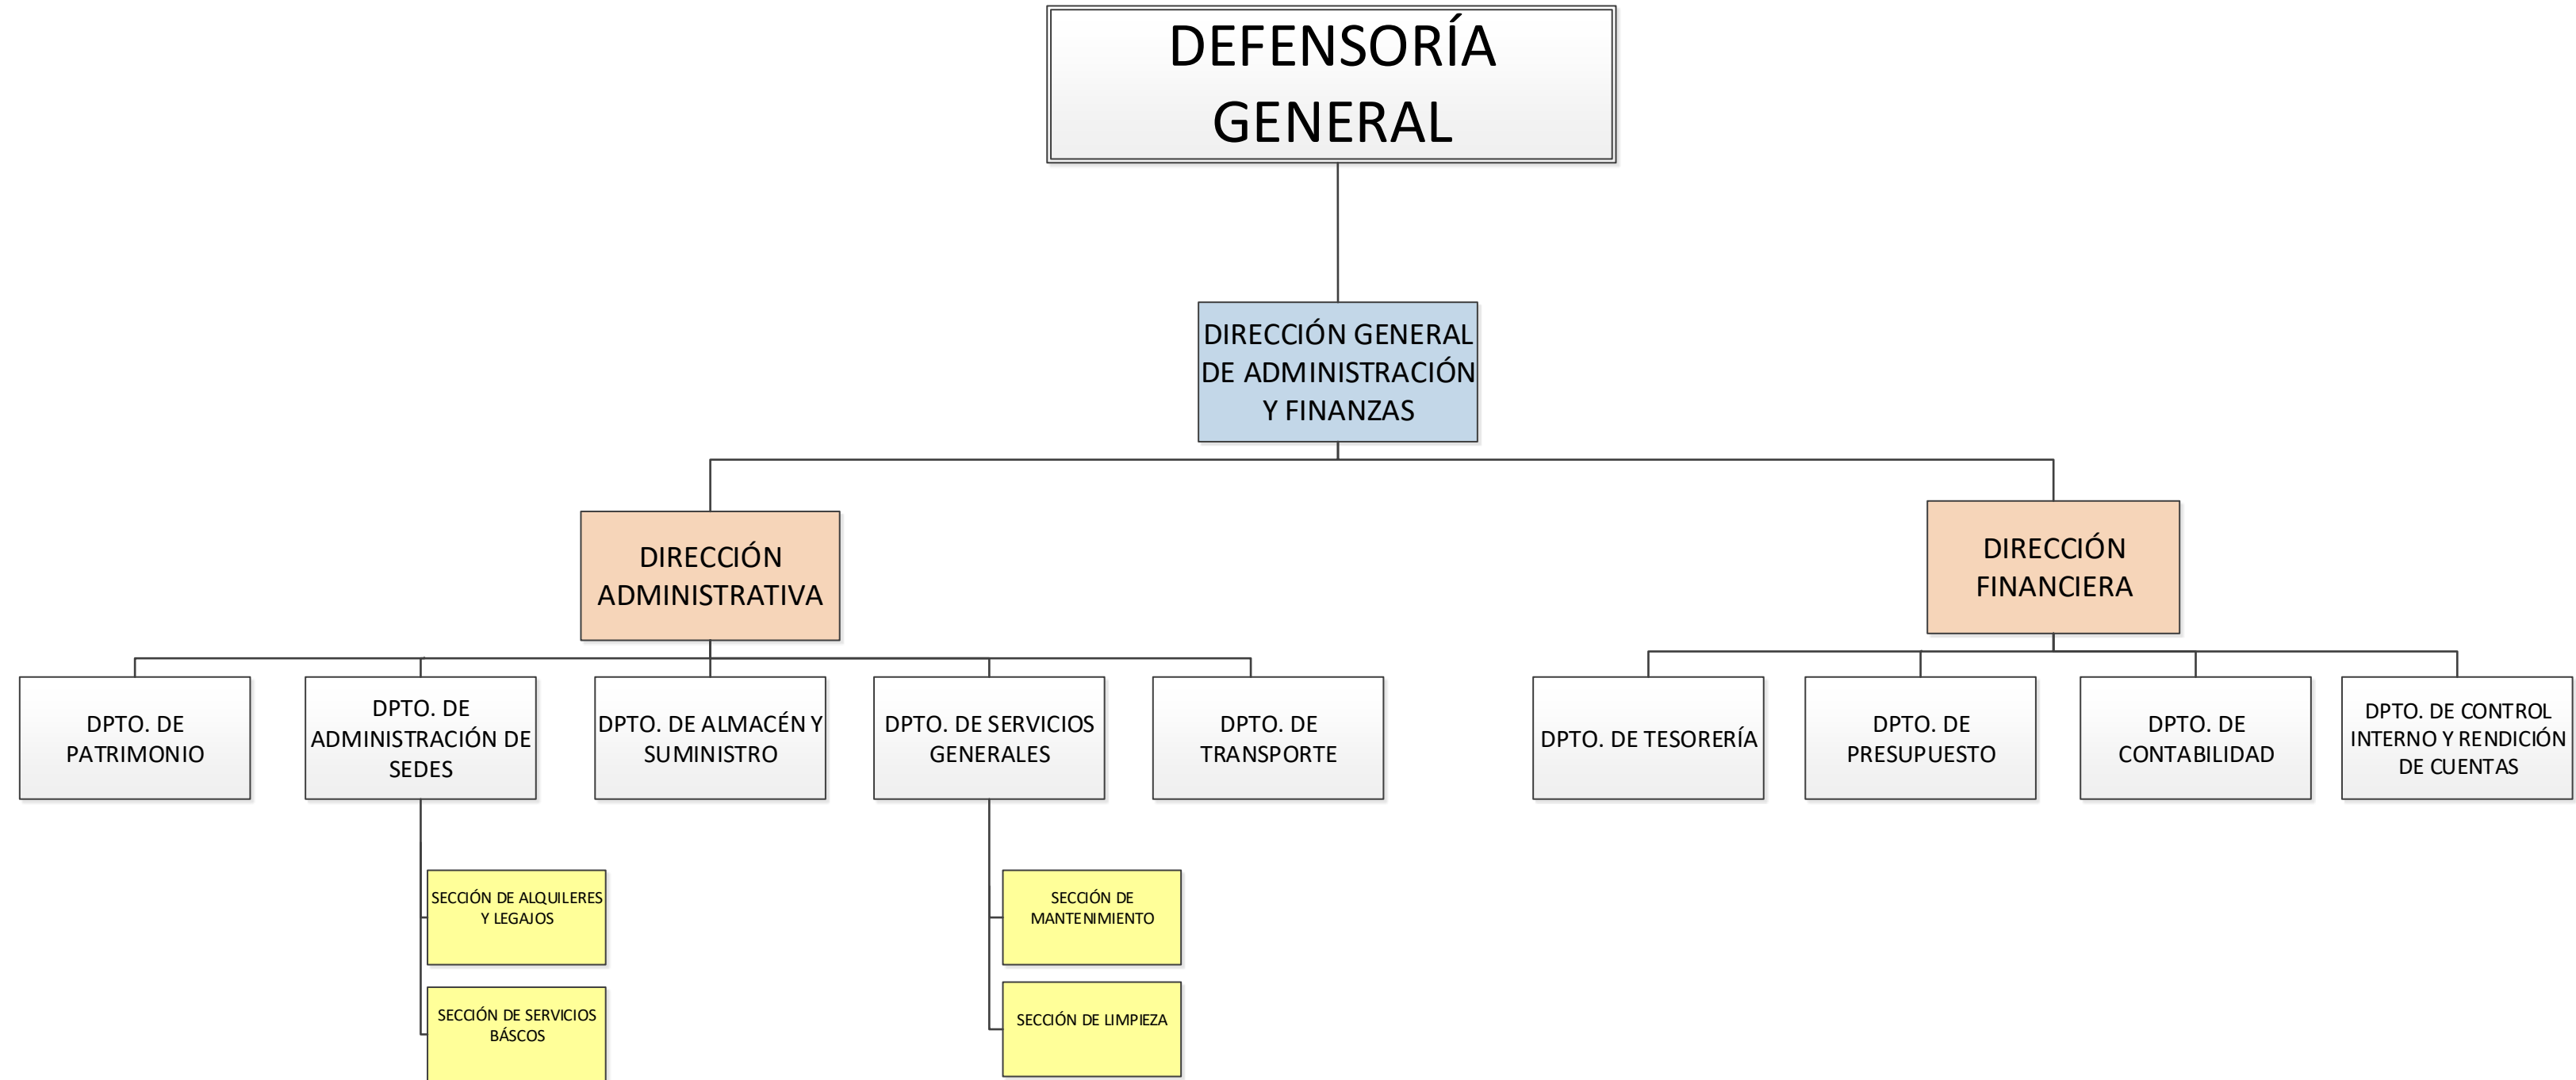 DEFENSORÍA
GENERAL
DIRECCIÓN GENERAL
DE ADMINISTRACIÓN
Y FINANZAS
DIRECCIÓN
ADMINISTRATIVA
DIRECCIÓN
FINANCIERA
DPTO. DE
PATRIMONIO
DPTO. DE
ADMINISTRACIÓN DE
SEDES
DPTO. DE ALMACÉN Y
SUMINISTRO
DPTO. DE SERVICIOS
GENERALES
DPTO. DE
TRANSPORTE
DPTO. DE TESORERÍA
DPTO. DE
PRESUPUESTO
DPTO. DE
CONTABILIDAD
DPTO. DE CONTROL
INTERNO Y RENDICIÓN
DE CUENTAS
SECCIÓN DE ALQUILERES
Y LEGAJOS
SECCIÓN DE
MANTENIMIENTO
SECCIÓN DE SERVICIOS
BÁSCOS
SECCIÓN DE LIMPIEZA